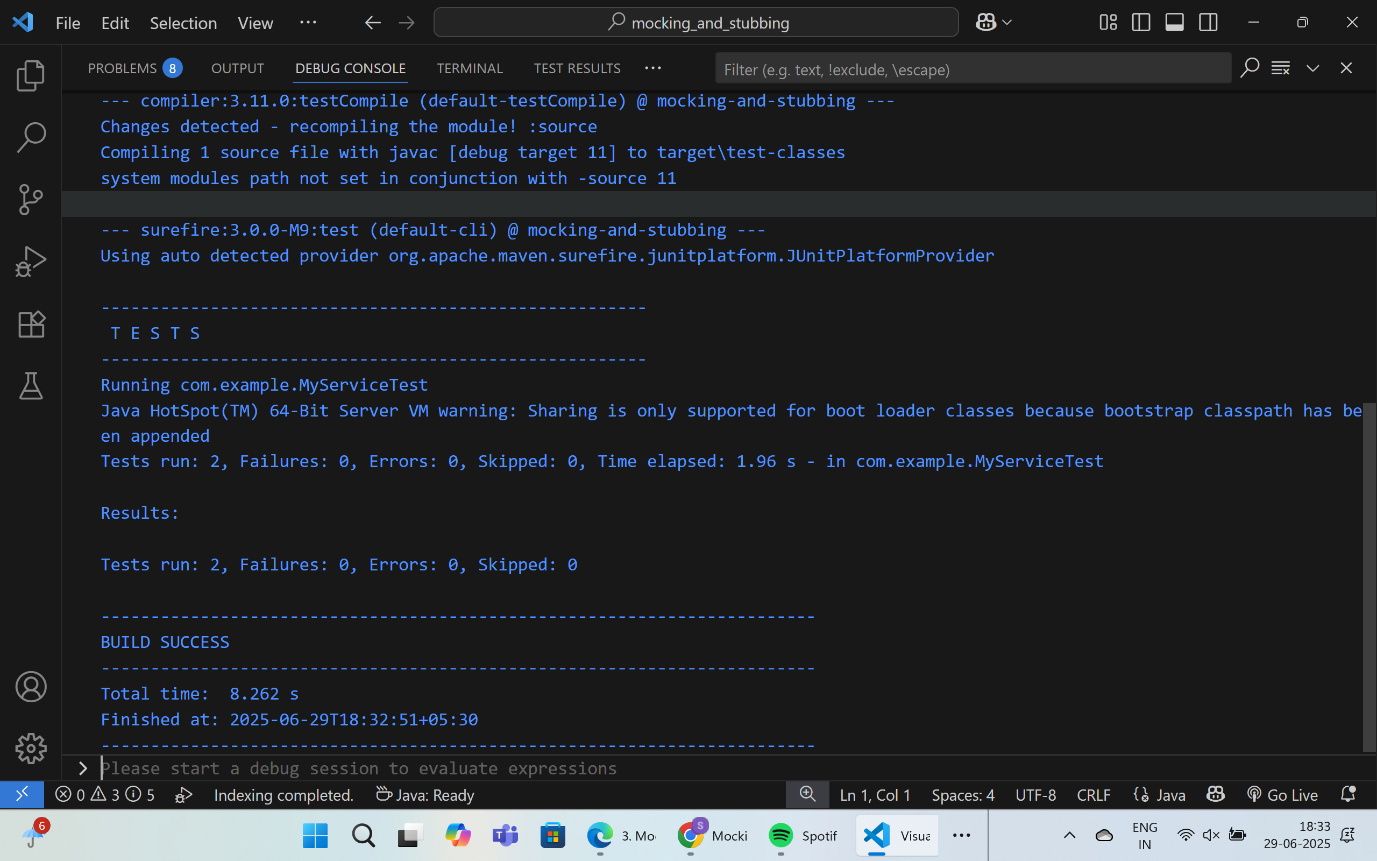 File Edit Selection View ··· mocking_and_stubbing
PROBLEMS 8 OUTPUT DEBUG CONSOLE TERMINAL TEST RESULTS ··· Filter (e.g. text, !exclude, \escape)
--- compiler:3.11.0:testCompile (default-testCompile) @ mocking-and-stubbing ---
Changes detected - recompiling the module! :source
Compiling 1 source file with javac [debug target 11] to target\test-classes
system modules path not set in conjunction with -source 11
--- surefire:3.0.0-M9:test (default-cli) @ mocking-and-stubbing ---
Using auto detected provider org.apache.maven.surefire.junitplatform.JUnitPlatformProvider
-------------------------------------------------------
T E S T S
-------------------------------------------------------
Running com.example.MyServiceTest
Java HotSpot(TM) 64-Bit Server VM warning: Sharing is only supported for boot loader classes because bootstrap classpath has be
en appended
Tests run: 2, Failures: 0, Errors: 0, Skipped: 0, Time elapsed: 1.96 s - in com.example.MyServiceTest
Results:
Tests run: 2, Failures: 0, Errors: 0, Skipped: 0
------------------------------------------------------------------------
BUILD SUCCESS
------------------------------------------------------------------------
Total time:  8.262 s
Finished at: 2025-06-29T18:32:51+05:30
------------------------------------------------------------------------
Please start a debug session to evaluate expressions
0 3 5 Indexing completed. Java: Ready Ln 1, Col 1 Spaces: 4 UTF-8 CRLF Java Go Live
6 3. Mo S Mocki Spotif Visua ··· ENG IN 18:33 29-06-2025